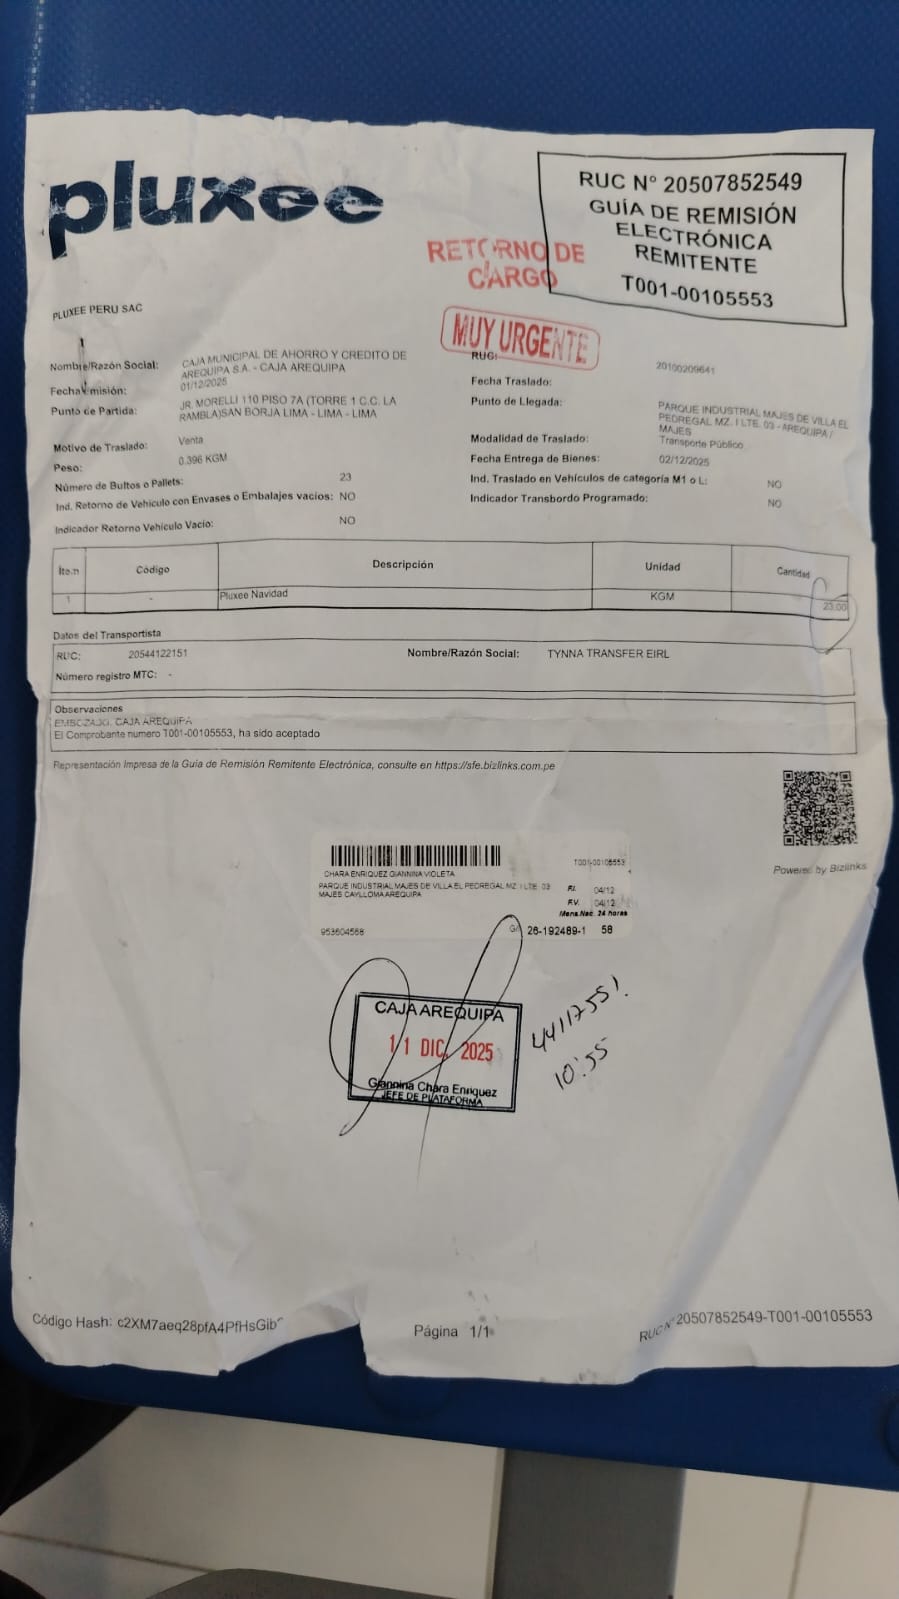 pluxee
RUC N° 20507852549
GUÍA DE REMISIÓN
ELECTRÓNICA
REMITENTE
T001-00105553
RETORNO DE
CARGO
MUY URGENTE
PLUXEE PERU SAC
Nombre/Razón Social: CAJA MUNICIPAL DE AHORRO Y CREDITO DE
AREQUIPA S.A. - CAJA AREQUIPA
RUC: 20100209641
Fecha Emisión: 01/12/2025
Fecha Traslado:
Punto de Partida: JR. MORELLI 110 PISO 7A (TORRE 1 C.C. LA
RAMBLA)SAN BORJA LIMA - LIMA - LIMA
Punto de Llegada: PARQUE INDUSTRIAL MAJES DE VILLA EL
PEDREGAL MZ. I LTE. 03 - AREQUIPA /
MAJES
Motivo de Traslado: Venta
Modalidad de Traslado: Transporte Público
Peso: 0.396 KGM
Fecha Entrega de Bienes: 02/12/2025
Número de Bultos o Pallets: 23
Ind. Traslado en Vehículos de categoría M1 o L: NO
Ind. Retorno de Vehículo con Envases o Embalajes vacíos: NO
Indicador Transbordo Programado: NO
Indicador Retorno Vehículo Vacío: NO
Item Código Descripción Unidad Cantidad
1 - Pluxee Navidad KGM 23.00
Datos del Transportista
RUC: 20544122151 Nombre/Razón Social: TYNNA TRANSFER EIRL
Número registro MTC: -
Observaciones
EMBOZADO, CAJA AREQUIPA
El Comprobante numero T001-00105553, ha sido aceptado
Representación Impresa de la Guia de Remisión Remitente Electrónica, consulte en https://sfe.bizlinks.com.pe
Powered by Bizlinks
T001-00105553
CHARA ENRIQUEZ GIANNINA VIOLETA
PARQUE INDUSTRIAL MAJES DE VILLA EL PEDREGAL MZ I LTE. 03
MAJES CAYLLOMA AREQUIPA
F.I. 04/12
F.V. 04/12
Mens.Nac. 24 horas
953604568
G/ 26-192489-1 58
CAJA AREQUIPA
11 DIC. 2025
Giannina Chara Enriquez
JEFE DE PLATAFORMA
44117551
10:55
Código Hash: c2XM7aeq28pfA4PfHsGib
Página 1/1
RUC N° 20507852549-T001-00105553